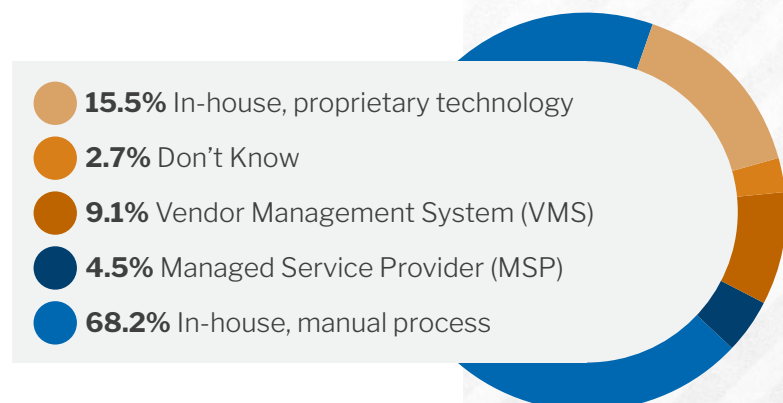 15.5% In-house, proprietary technology
2.7% Don’t Know
9.1% Vendor Management System (VMS)
4.5% Managed Service Provider (MSP)
68.2% In-house, manual process